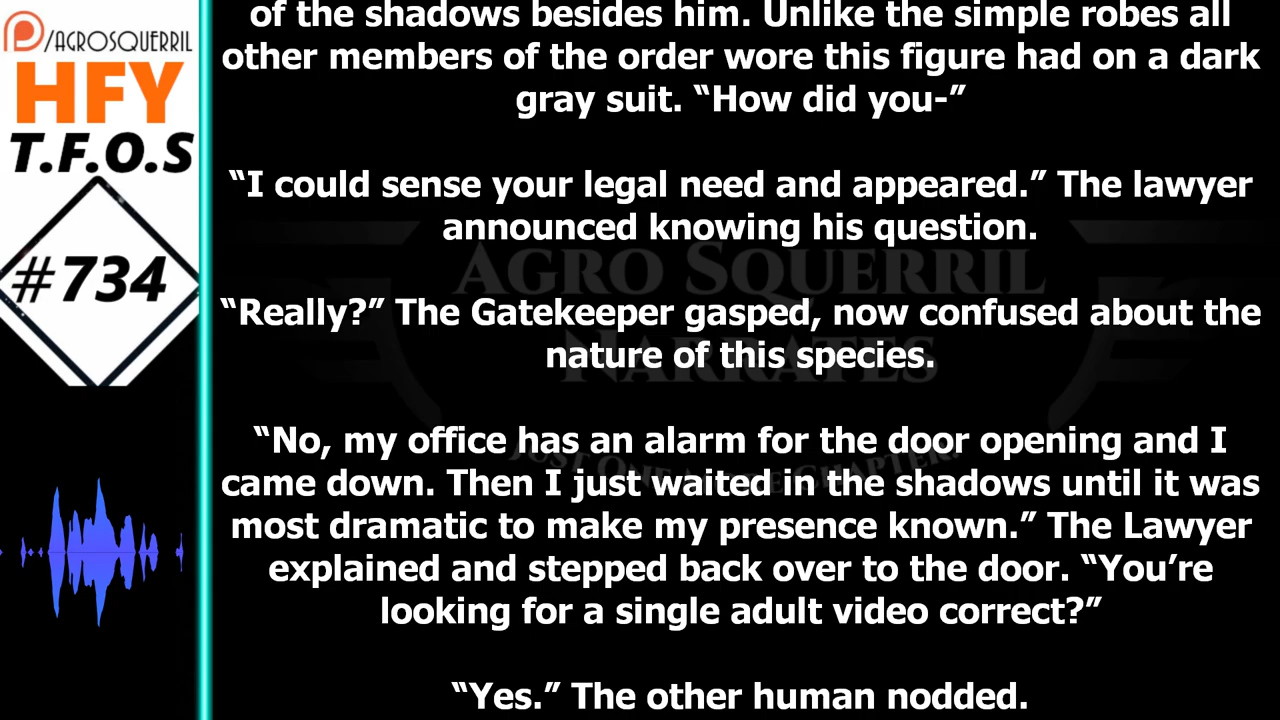 /AGROSQUERRIL
HFY
T.F.O.S
#734
of the shadows besides him. Unlike the simple robes all
other members of the order wore this figure had on a dark
gray suit. “How did you-”
“I could sense your legal need and appeared.” The lawyer
announced knowing his question.
“Really?” The Gatekeeper gasped, now confused about the
nature of this species.
“No, my office has an alarm for the door opening and I
came down. Then I just waited in the shadows until it was
most dramatic to make my presence known.” The Lawyer
explained and stepped back over to the door. “You’re
looking for a single adult video correct?”
“Yes.” The other human nodded.
AGRO SQUERRIL
NARRATES